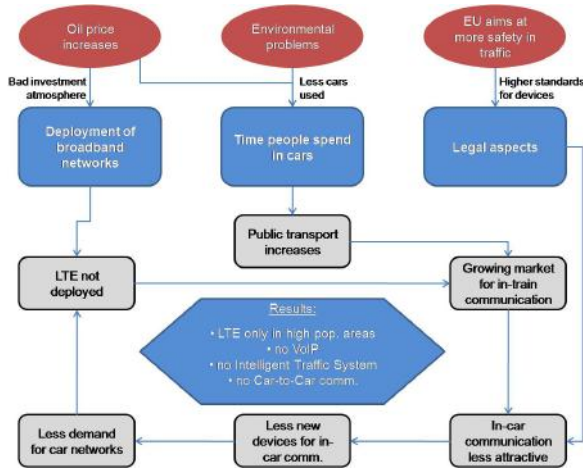 Oil price
increases
Environmental
problems
EU aims at
more safety in
traffic
Bad investment
atmosphere
Less cars
used
Higher standards
for devices
Deployment of
broadband
networks
Time people spend
in cars
Legal aspects
Public transport
increases
LTE not
deployed
Growing market
for in-train
communication
Results:
• LTE only in high pop. areas
• no VoIP
• no Intelligent Traffic System
• no Car-to-Car comm.
Less demand
for car networks
Less new
devices for in-
car comm.
In-car
communication
less attractive